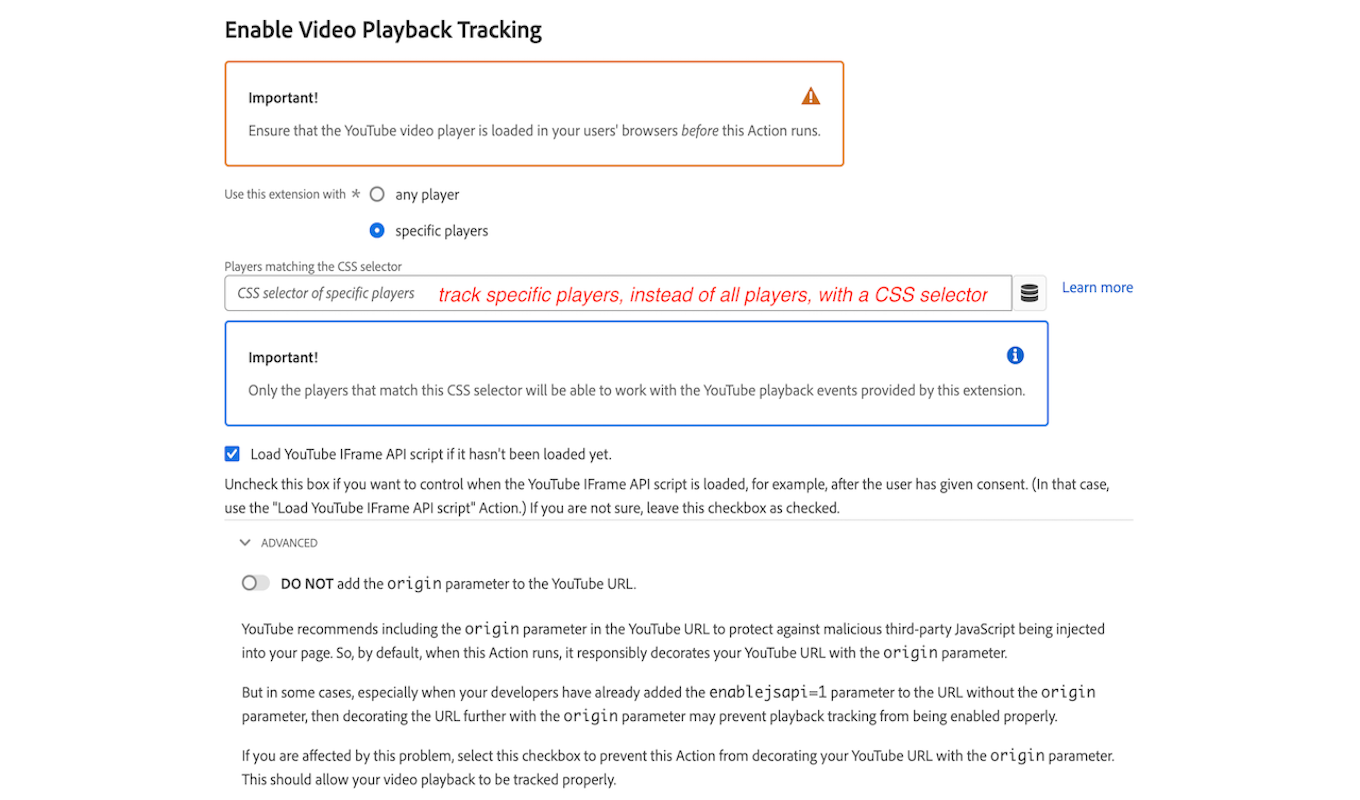 Enable Video Playback Tracking
Important!
Ensure that the YouTube video player is loaded in your users' browsers before this Action runs.
Use this extension with * any player
specific players
Players matching the CSS selector
CSS selector of specific players track specific players, instead of all players, with a CSS selector
Learn more
Important!
Only the players that match this CSS selector will be able to work with the YouTube playback events provided by this extension.
Load YouTube IFrame API script if it hasn't been loaded yet.
Uncheck this box if you want to control when the YouTube IFrame API script is loaded, for example, after the user has given consent. (In that case,
use the "Load YouTube IFrame API script" Action.) If you are not sure, leave this checkbox as checked.
ADVANCED
DO NOT add the origin parameter to the YouTube URL.
YouTube recommends including the origin parameter in the YouTube URL to protect against malicious third-party JavaScript being injected
into your page. So, by default, when this Action runs, it responsibly decorates your YouTube URL with the origin parameter.
But in some cases, especially when your developers have already added the enablejsapi=1 parameter to the URL without the origin
parameter, then decorating the URL further with the origin parameter may prevent playback tracking from being enabled properly.
If you are affected by this problem, select this checkbox to prevent this Action from decorating your YouTube URL with the origin parameter.
This should allow your video playback to be tracked properly.